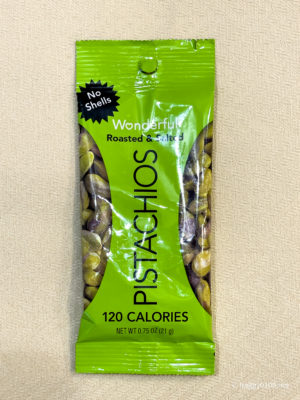 No
Shells
Wonderful
Roasted & Salted
PISTACHIOS
120 CALORIES
NET WT 0.75 OZ (21 g)